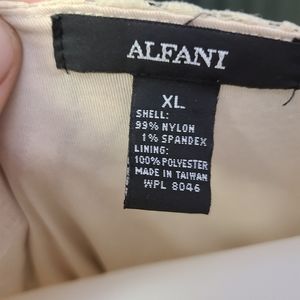 ALFANI
XL
SHELL:
99% NYLON
1% SPANDEX
LINING:
100% POLYESTER
MADE IN TAIWAN
WPL 8046